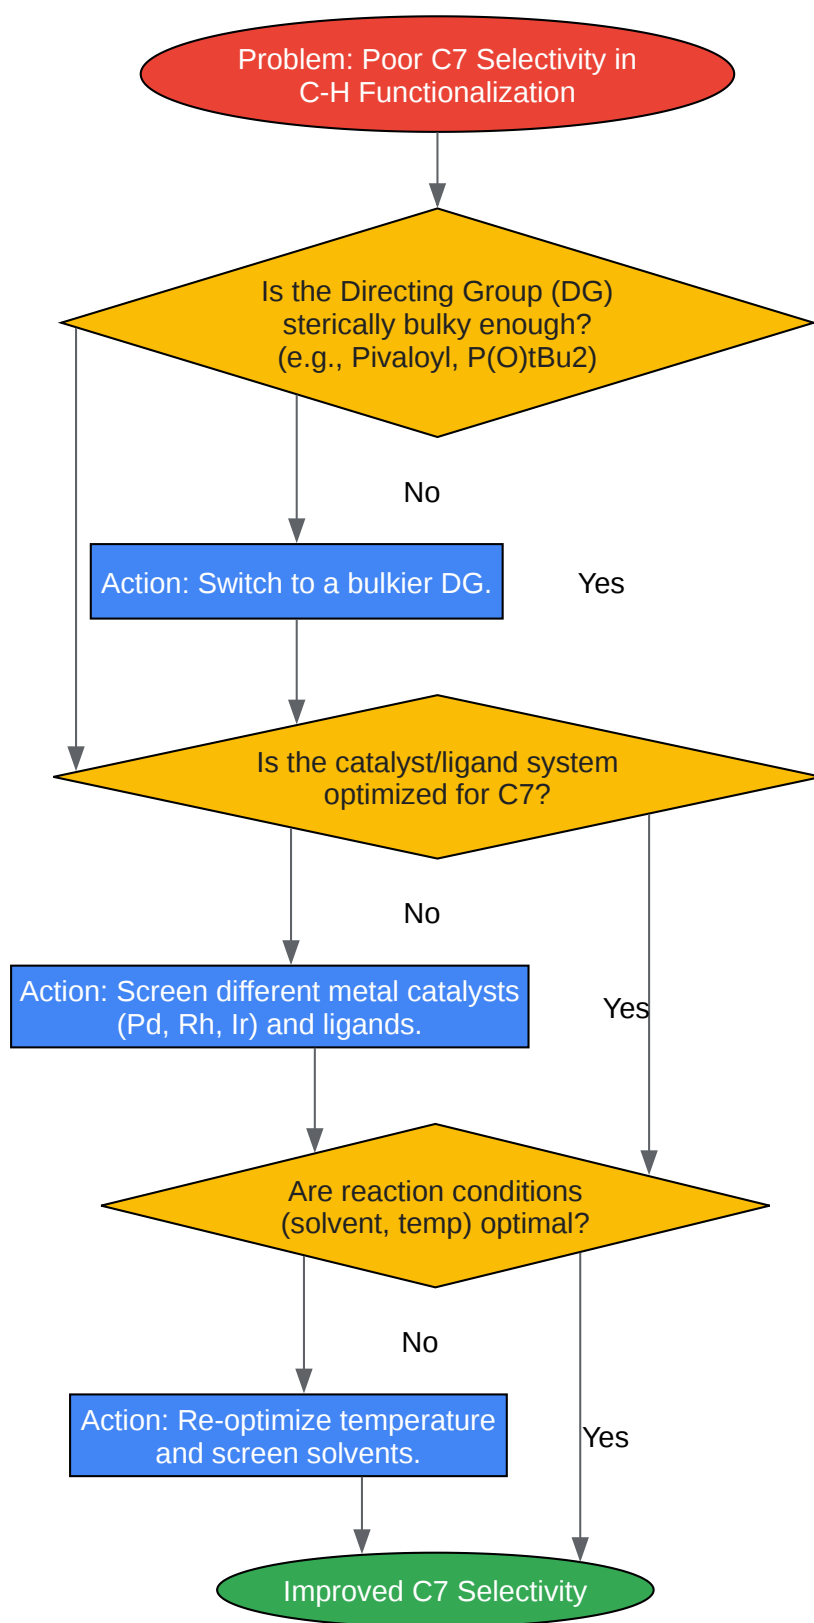 Problem: Poor C7 Selectivity in
C-H Functionalization
Is the Directing Group (DG)
sterically bulky enough?
(e.g., Pivaloyl, P(O)tBu2)
No
Action: Switch to a bulkier DG.
Yes
Is the catalyst/ligand system
optimized for C7?
No
Action: Screen different metal catalysts
(Pd, Rh, Ir) and ligands.
Yes
Are reaction conditions
(solvent, temp) optimal?
No
Action: Re-optimize temperature
and screen solvents.
Yes
Improved C7 Selectivity